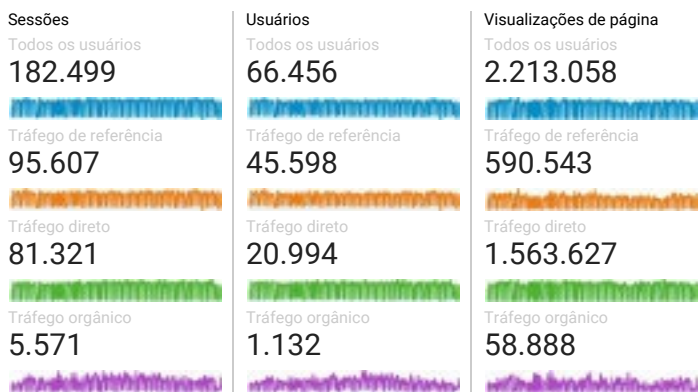 Sessões
Todos os usuários
182.499
Tráfego de referência
95.607
Tráfego direto
81.321
Tráfego orgânico
5.571
Usuários
Todos os usuários
66.456
Tráfego de referência
45.598
Tráfego direto
20.994
Tráfego orgânico
1.132
Visualizações de página
Todos os usuários
2.213.058
Tráfego de referência
590.543
Tráfego direto
1.563.627
Tráfego orgânico
58.888